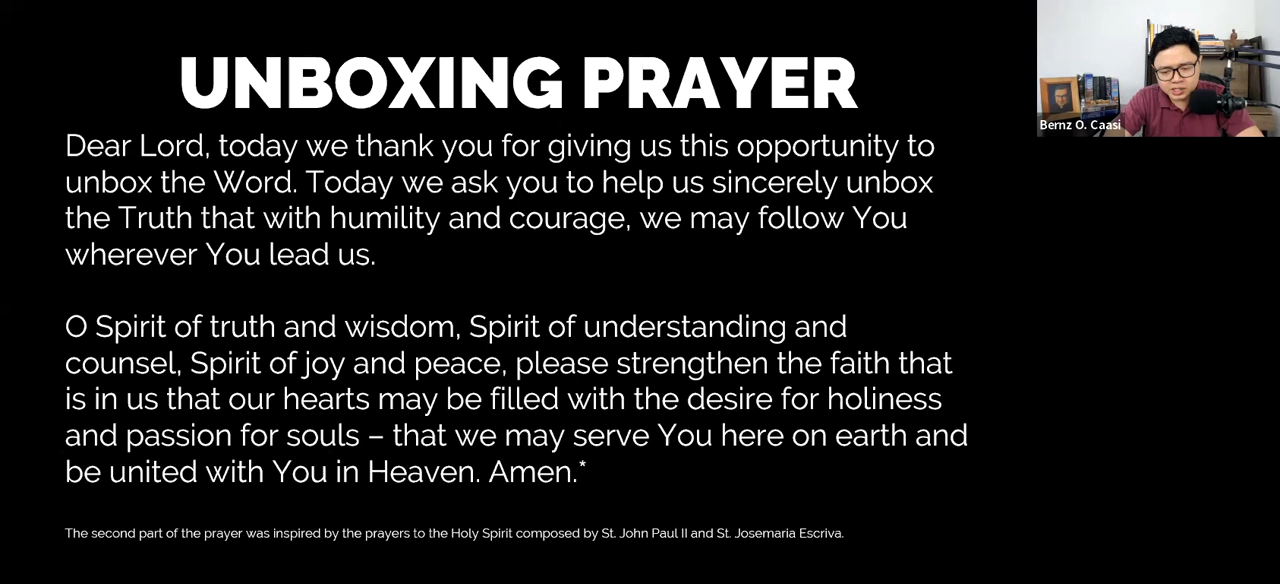 UNBOXING PRAYER
Dear Lord, today we thank you for giving us this opportunity to
unbox the Word. Today we ask you to help us sincerely unbox
the Truth that with humility and courage, we may follow You
wherever You lead us.
O Spirit of truth and wisdom, Spirit of understanding and
counsel, Spirit of joy and peace, please strengthen the faith that
is in us that our hearts may be filled with the desire for holiness
and passion for souls – that we may serve You here on earth and
be united with You in Heaven. Amen.*
The second part of the prayer was inspired by the prayers to the Holy Spirit composed by St. John Paul II and St. Josemaria Escriva.
Bernz O. Caasi